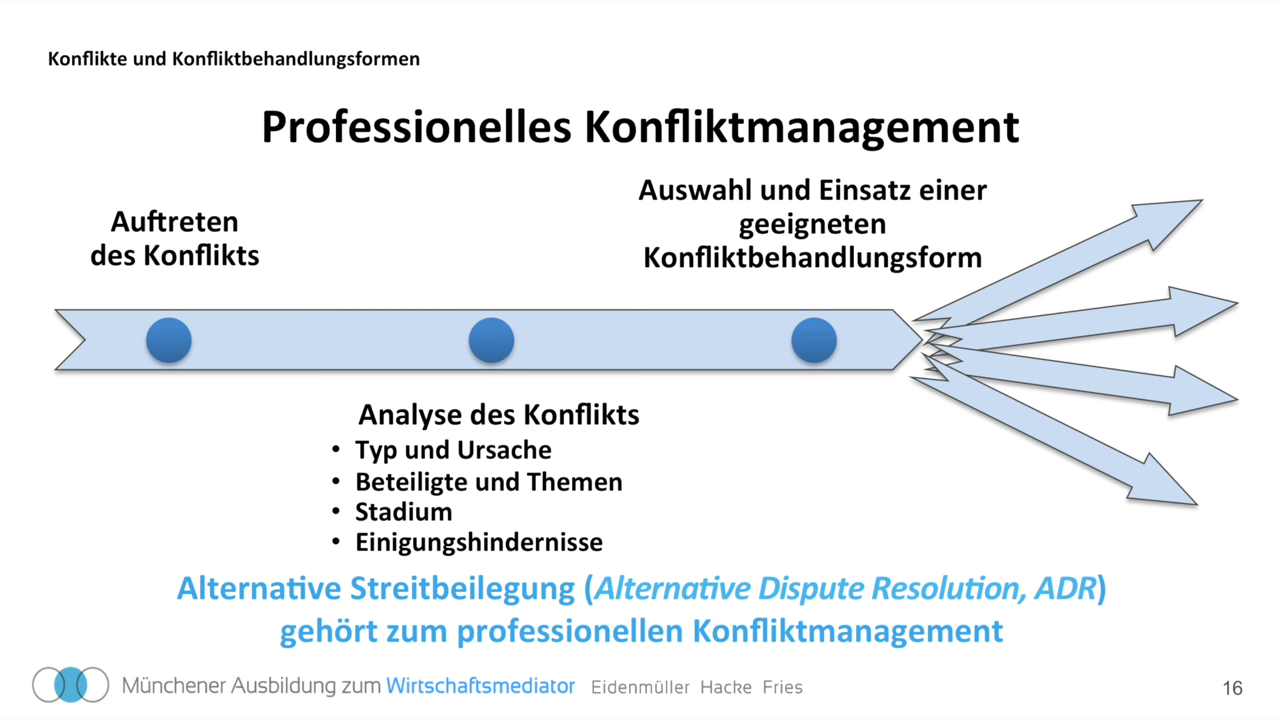 Konflikte und Konfliktbehandlungsformen
Professionelles Konfliktmanagement
Auftreten
des Konflikts
Auswahl und Einsatz einer
geeigneten
Konfliktbehandlungsform
Analyse des Konflikts
• Typ und Ursache
• Beteiligte und Themen
• Stadium
• Einigungshindernisse
Alternative Streitbeilegung (Alternative Dispute Resolution, ADR)
gehört zum professionellen Konfliktmanagement
Münchener Ausbildung zum Wirtschaftsmediator Eidenmüller Hacke Fries
16